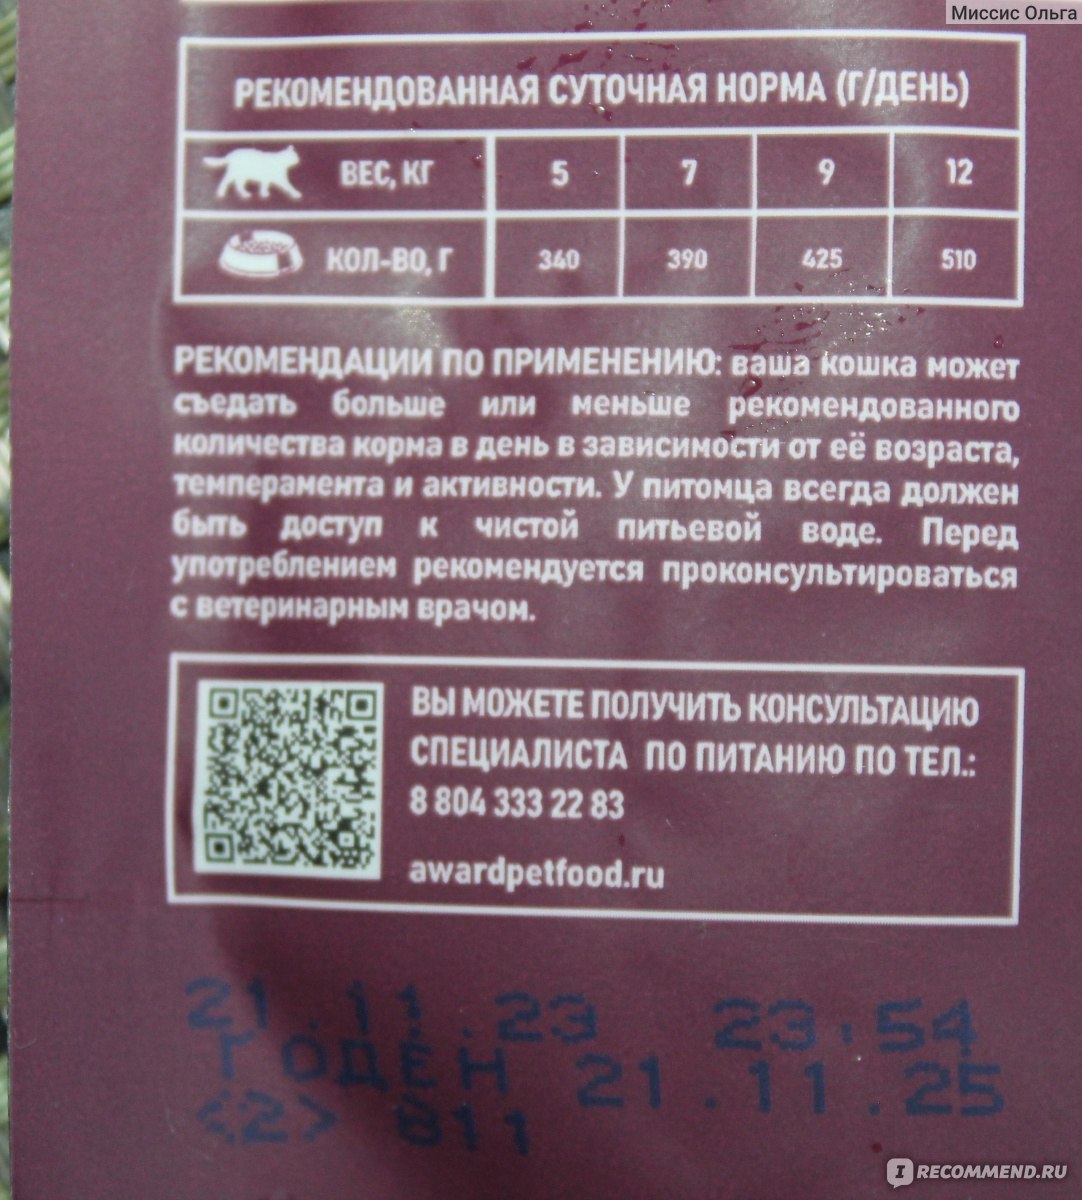 Миссис Ольга
РЕКОМЕНДОВАННАЯ СУТОЧНАЯ НОРМА (Г/ДЕНЬ)
ВЕС, КГ 5 7 9 12
КОЛ-ВО, Г 340 390 425 510
РЕКОМЕНДАЦИИ ПО ПРИМЕНЕНИЮ: ваша кошка может
съедать больше или меньше рекомендованного
количества корма в день в зависимости от её возраста,
темперамента и активности. У питомца всегда должен
быть доступ к чистой питьевой воде. Перед
употреблением рекомендуется проконсультироваться
с ветеринарным врачом.
ВЫ МОЖЕТЕ ПОЛУЧИТЬ КОНСУЛЬТАЦИЮ
СПЕЦИАЛИСТА ПО ПИТАНИЮ ПО ТЕЛ.:
8 804 333 22 83
awardpetfood.ru
21.11.23 23:54
ГОДЕН 21.11.25
<2> 811
IRECOMMEND.RU